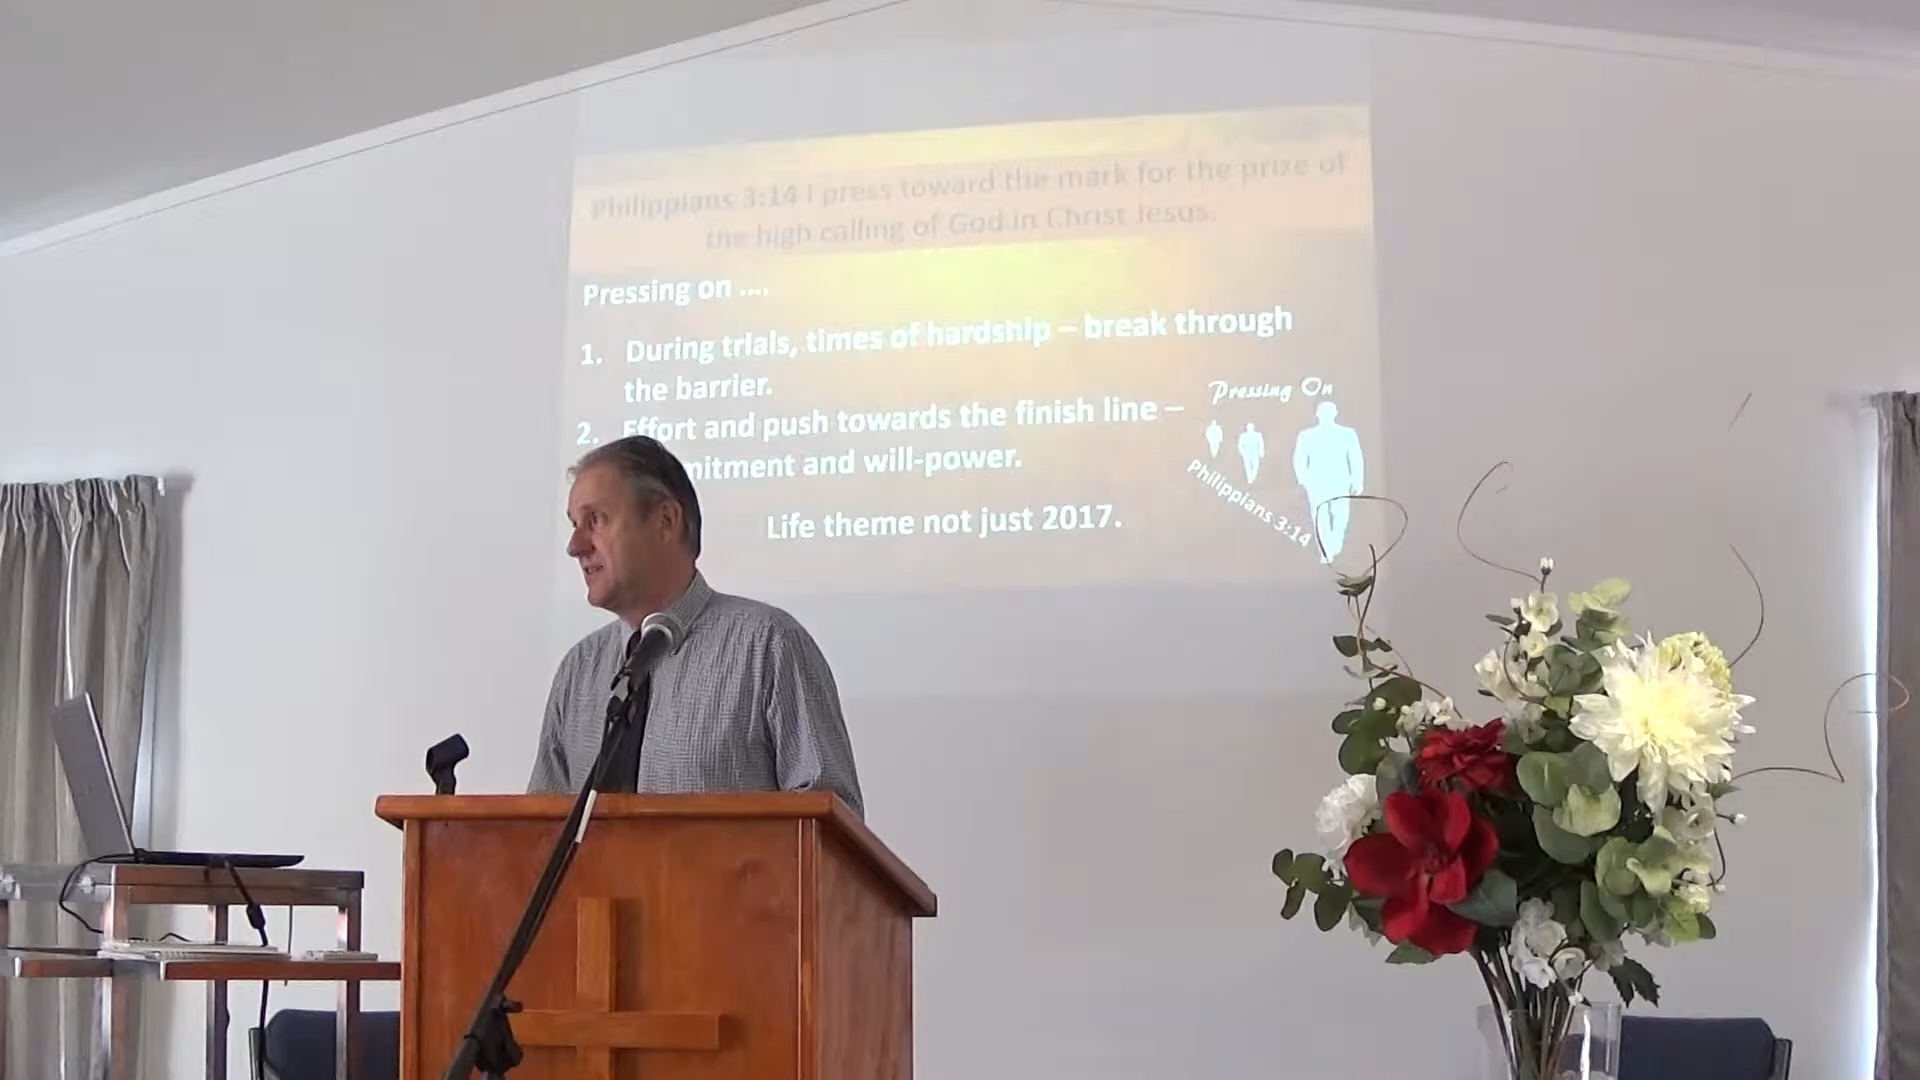 Philippians 3:14 I press toward the mark for the prize of
the high calling of God in Christ Jesus.
Pressing on ....
1. During trials, times of hardship – break through
the barrier.
2. Effort and push towards the finish line –
mitment and will-power.
Life theme not just 2017.
Pressing On
Philippians 3:14